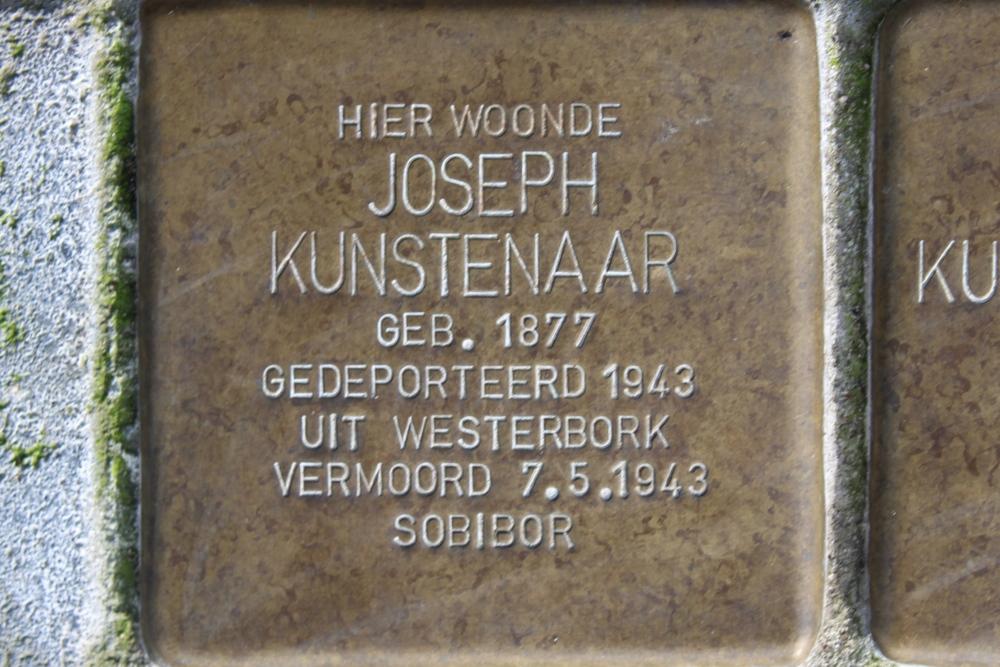 HIER WOONDE
JOSEPH
KUNSTENAAR
GEB. 1877
GEDEPORTEERD 1943
UIT WESTERBORK
VERMOORD 7.5.1943
SOBIBOR
KU